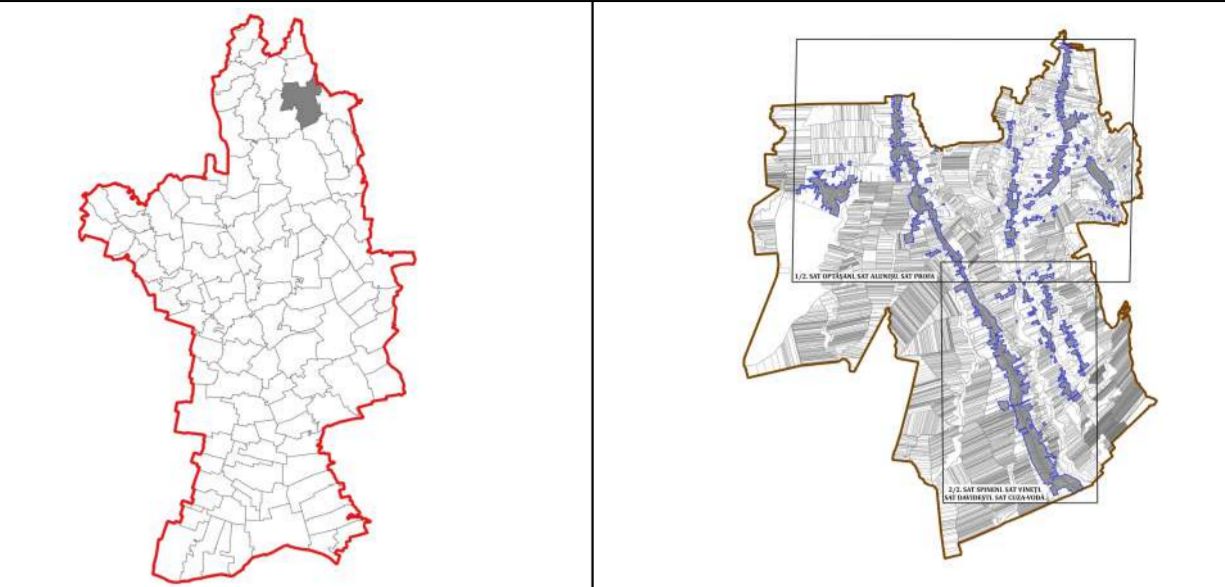 1/2. SAT OPTĂȘANI, SAT ALUNIȘU, SAT PROFA
2/2. SAT SPINENI, SAT VINEȚI,
SAT DAVIDEȘTI, SAT CUZA-VODĂ